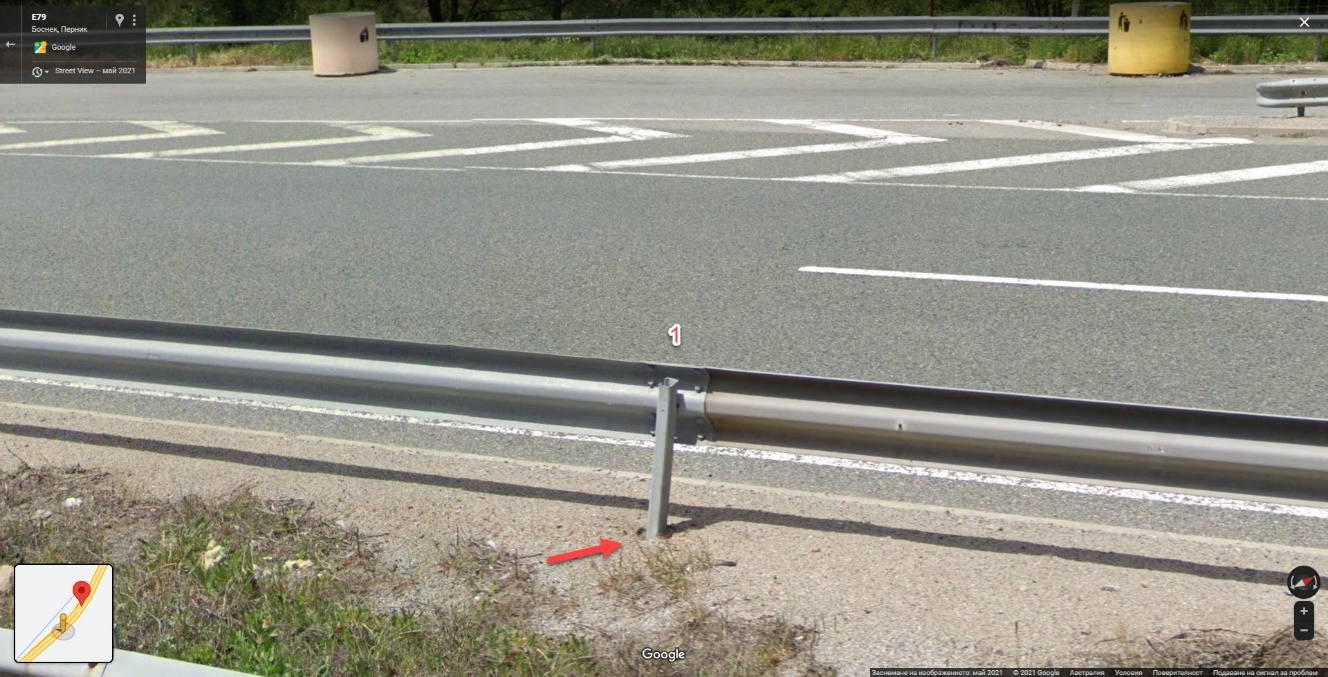 E79
Боснек, Перник
Google
Street View – май 2021
1
Google
Заснемане на изображението: май 2021 © 2021 Google Австралия Условия Поверителност Подаване на сигнал за проблем